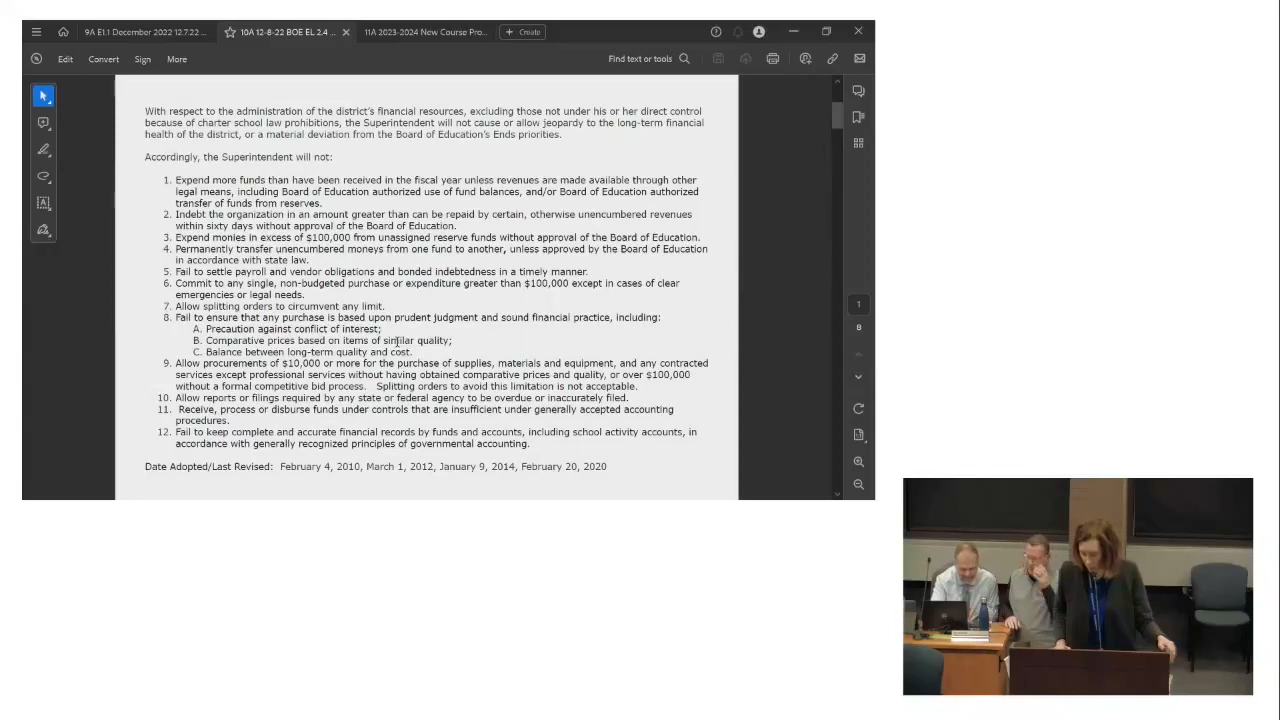 9A E1.1 December 2022 12.7.22 ...
10A 12-8-22 BOE EL 2.4 ...
11A 2023-2024 New Course Pro...
Create
Edit
Convert
Sign
More
Find text or tools
With respect to the administration of the district's financial resources, excluding those not under his or her direct control
because of charter school law prohibitions, the Superintendent will not cause or allow jeopardy to the long-term financial
health of the district, or a material deviation from the Board of Education's Ends priorities.
Accordingly, the Superintendent will not:
1. Expend more funds than have been received in the fiscal year unless revenues are made available through other
legal means, including Board of Education authorized use of fund balances, and/or Board of Education authorized
transfer of funds from reserves.
2. Indebt the organization in an amount greater than can be repaid by certain, otherwise unencumbered revenues
within sixty days without approval of the Board of Education.
3. Expend monies in excess of $100,000 from unassigned reserve funds without approval of the Board of Education.
4. Permanently transfer unencumbered moneys from one fund to another, unless approved by the Board of Education
in accordance with state law.
5. Fail to settle payroll and vendor obligations and bonded indebtedness in a timely manner.
6. Commit to any single, non-budgeted purchase or expenditure greater than $100,000 except in cases of clear
emergencies or legal needs.
7. Allow splitting orders to circumvent any limit.
8. Fail to ensure that any purchase is based upon prudent judgment and sound financial practice, including:
A. Precaution against conflict of interest;
B. Comparative prices based on items of similar quality;
C. Balance between long-term quality and cost.
9. Allow procurements of $10,000 or more for the purchase of supplies, materials and equipment, and any contracted
services except professional services without having obtained comparative prices and quality, or over $100,000
without a formal competitive bid process. Splitting orders to avoid this limitation is not acceptable.
10. Allow reports or filings required by any state or federal agency to be overdue or inaccurately filed.
11. Receive, process or disburse funds under controls that are insufficient under generally accepted accounting
procedures.
12. Fail to keep complete and accurate financial records by funds and accounts, including school activity accounts, in
accordance with generally recognized principles of governmental accounting.
Date Adopted/Last Revised: February 4, 2010, March 1, 2012, January 9, 2014, February 20, 2020
1
8